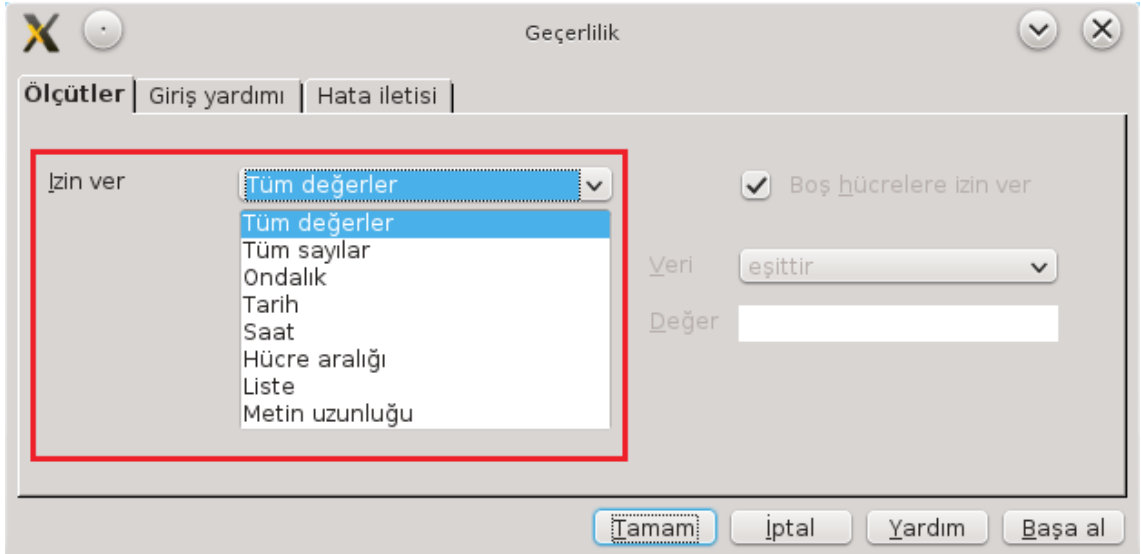 Geçerlilik
Ölçütler Giriş yardımı Hata iletisi
İzin ver Tüm değerler
Boş hücrelere izin ver
Tüm değerler
Tüm sayılar
Ondalık
Tarih
Saat
Hücre aralığı
Liste
Metin uzunluğu
Veri eşittir
Değer
Tamam İptal Yardım Başa al